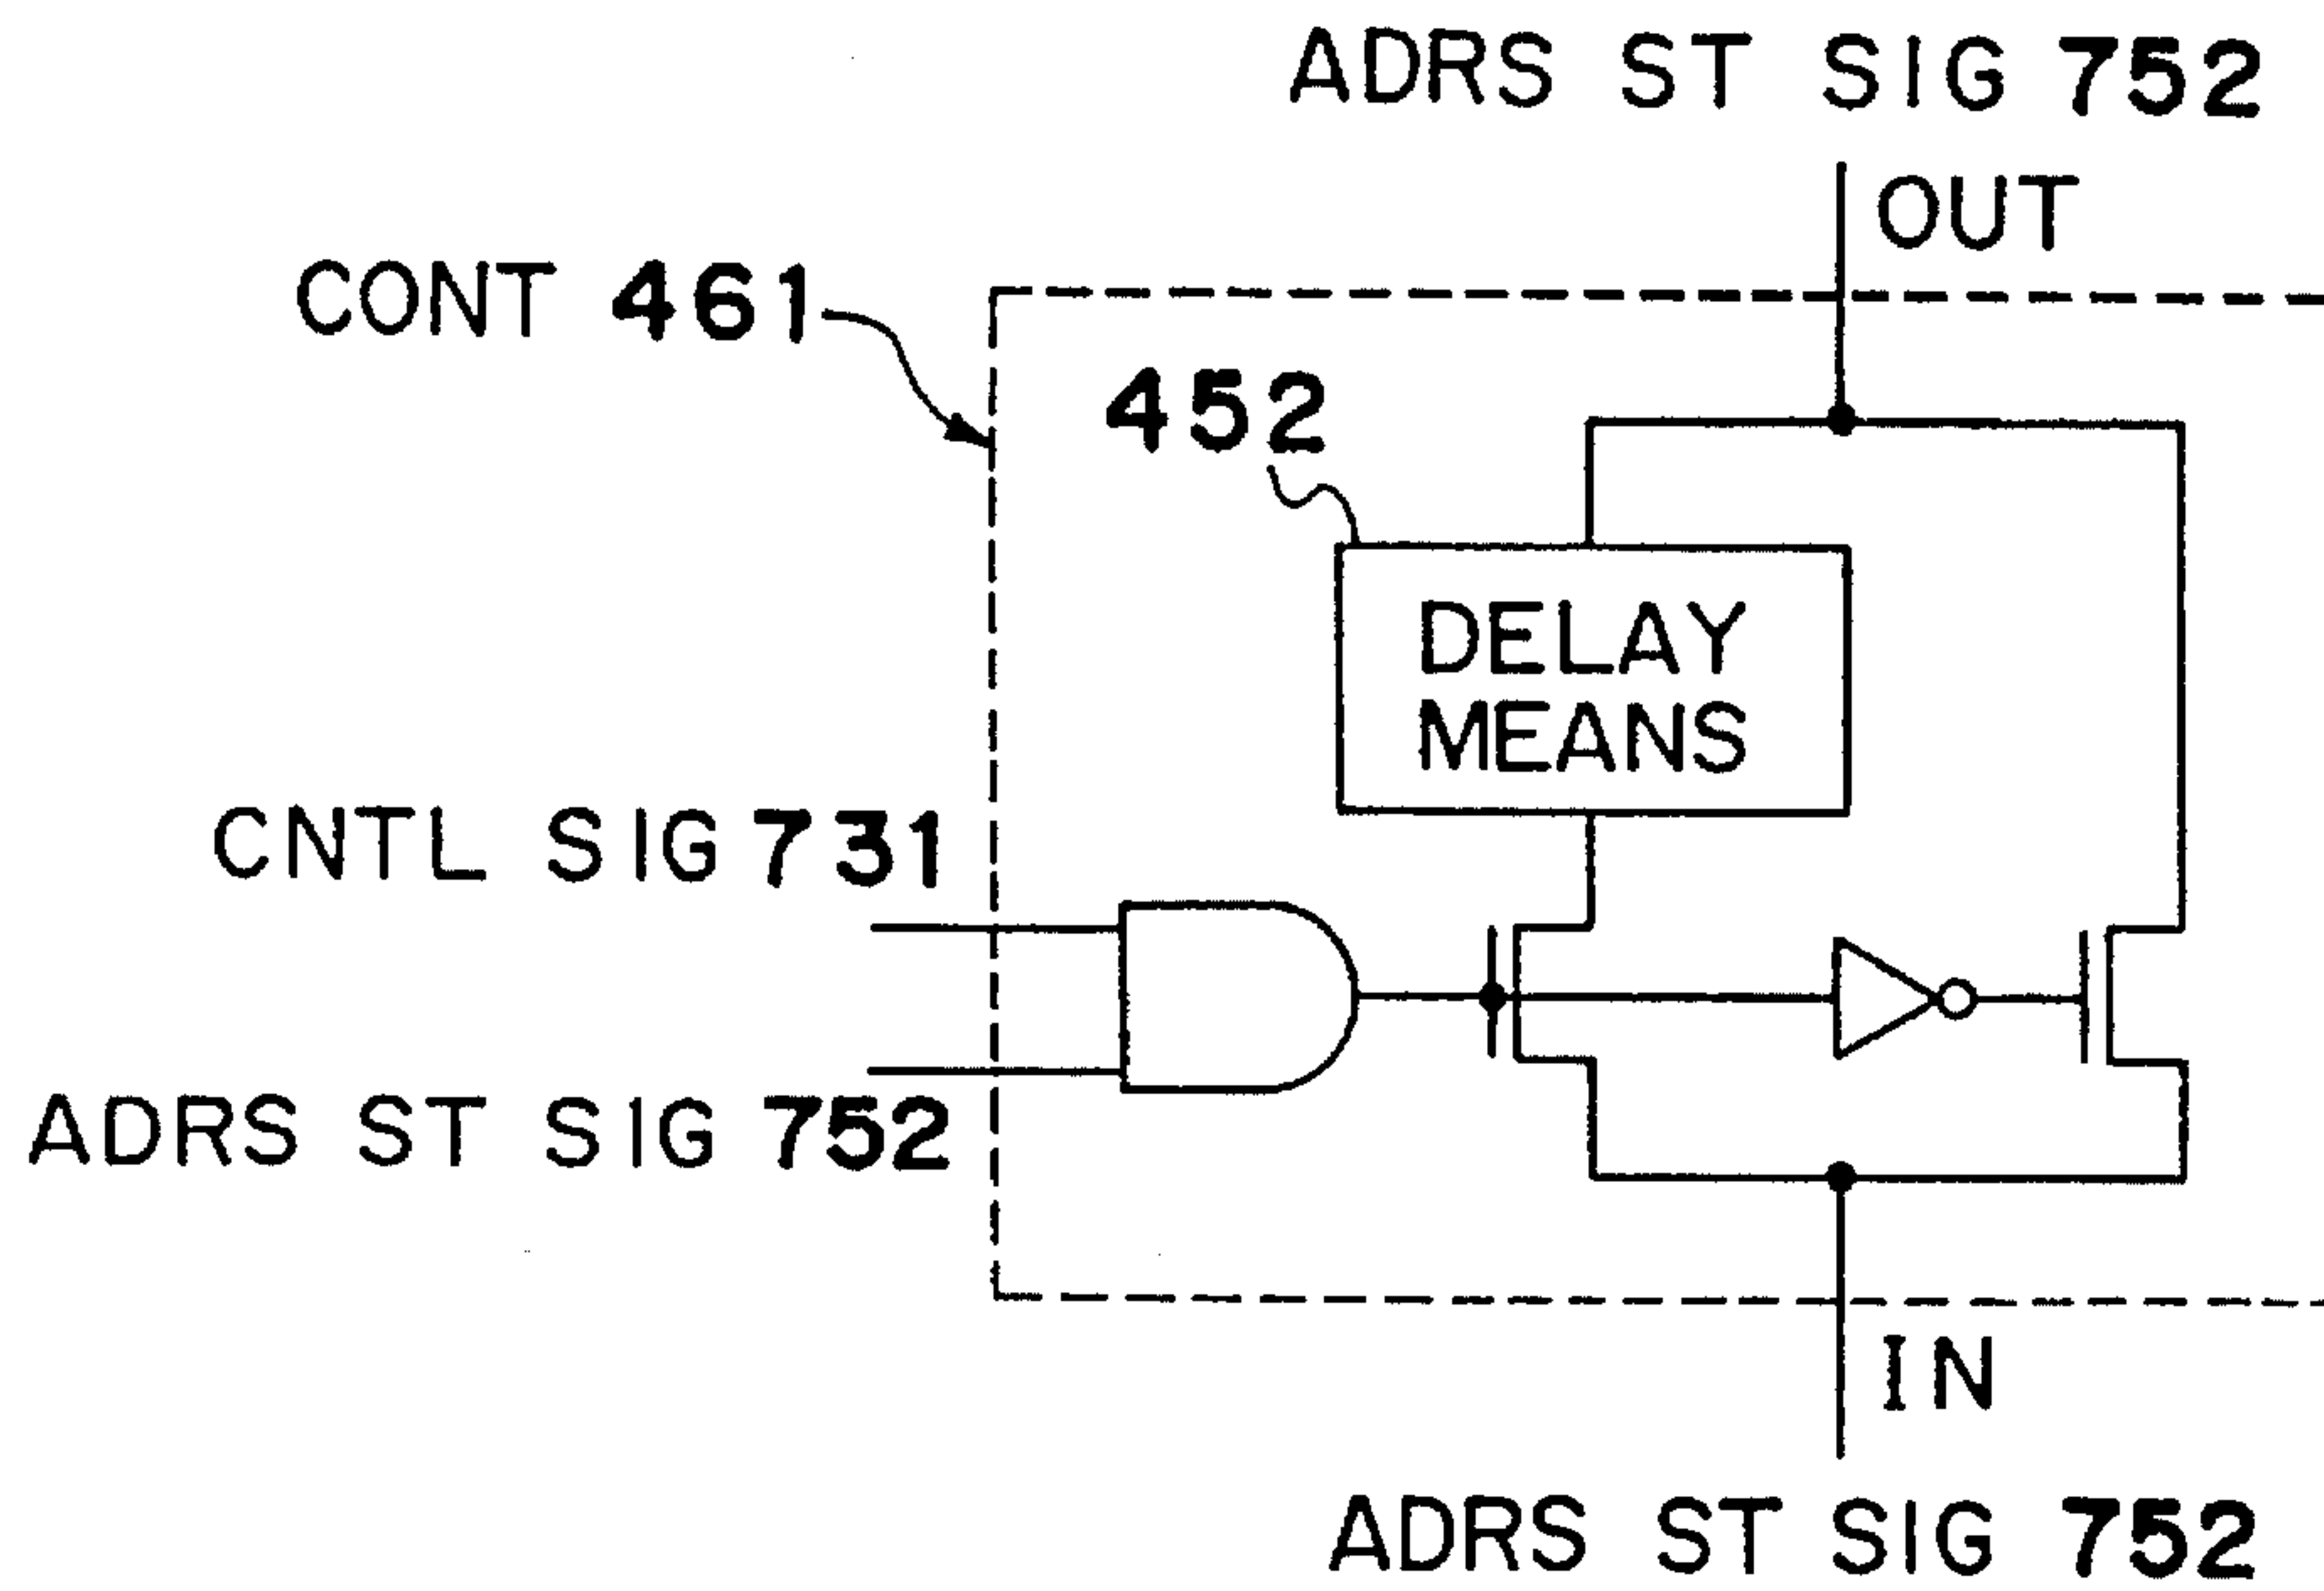 ADRS ST SIG 752
OUT
CONT 461
452
DELAY
MEANS
CNTL SIG 731
ADRS ST SIG 752
IN
ADRS ST SIG 752